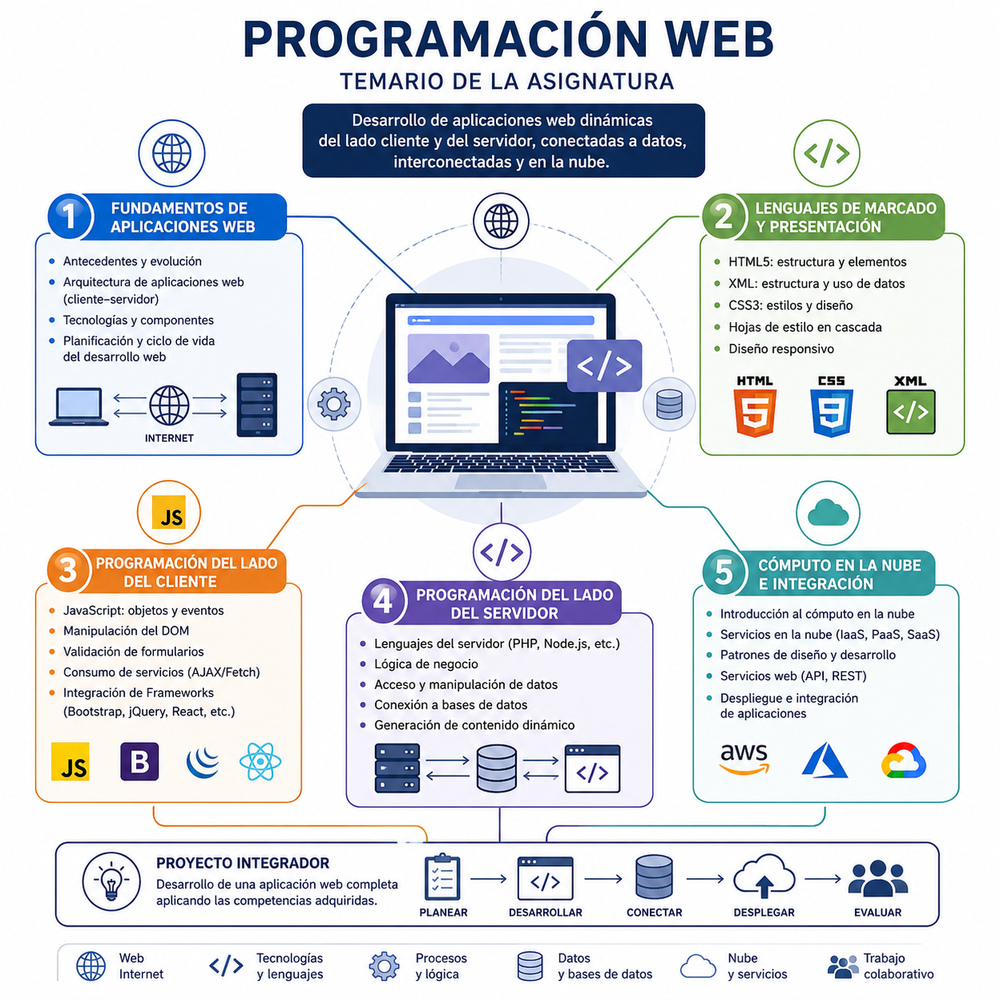 PROGRAMACIÓN WEB
TEMARIO DE LA ASIGNATURA
Desarrollo de aplicaciones web dinámicas
del lado cliente y del servidor, conectadas a datos,
interconectadas y en la nube.
1
FUNDAMENTOS DE
APLICACIONES WEB
• Antecedentes y evolución
• Arquitectura de aplicaciones web
(cliente–servidor)
• Tecnologías y componentes
• Planificación y ciclo de vida
del desarrollo web
INTERNET
2
LENGUAJES DE MARCADO
Y PRESENTACIÓN
• HTML5: estructura y elementos
• XML: estructura y uso de datos
• CSS3: estilos y diseño
• Hojas de estilo en cascada
• Diseño responsivo
HTML
5
CSS
XML
</>
</>
</>
JS
3
PROGRAMACIÓN DEL LADO
DEL CLIENTE
• JavaScript: objetos y eventos
• Manipulación del DOM
• Validación de formularios
• Consumo de servicios (AJAX/Fetch)
• Integración de Frameworks
(Bootstrap, jQuery, React, etc.)
JS
B
</>
4
PROGRAMACIÓN DEL LADO
DEL SERVIDOR
• Lenguajes del servidor (PHP, Node.js, etc.)
• Lógica de negocio
• Acceso y manipulación de datos
• Conexión a bases de datos
• Generación de contenido dinámico
</>
5
CÓMPUTO EN LA NUBE
E INTEGRACIÓN
• Introducción al cómputo en la nube
• Servicios en la nube (IaaS, PaaS, SaaS)
• Patrones de diseño y desarrollo
• Servicios web (API, REST)
• Despliegue e integración
de aplicaciones
aws
PROYECTO INTEGRADOR
Desarrollo de una aplicación web completa
aplicando las competencias adquiridas.
PLANEAR
</>
DESARROLLAR
CONECTAR
DESPLEGAR
EVALUAR
Web
Internet
</>
Tecnologías
y lenguajes
Procesos
y lógica
Datos
y bases de datos
Nube
y servicios
Trabajo
colaborativo